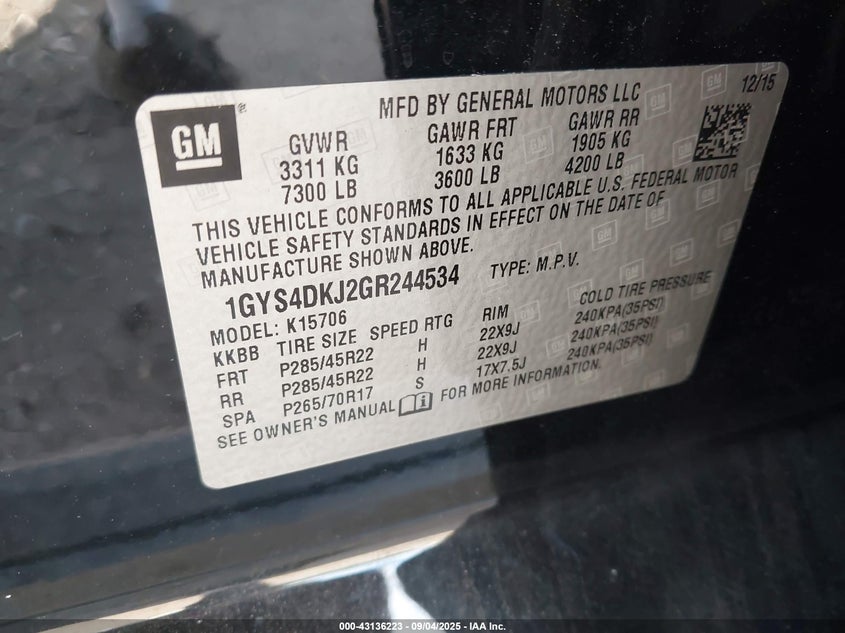 GM
MFD BY GENERAL MOTORS LLC 12/15
GVWR GAWR FRT GAWR RR
3311 KG 1633 KG 1905 KG
7300 LB 3600 LB 4200 LB
THIS VEHICLE CONFORMS TO ALL APPLICABLE U.S. FEDERAL MOTOR
VEHICLE SAFETY STANDARDS IN EFFECT ON THE DATE OF
MANUFACTURE SHOWN ABOVE.
1GYS4DKJ2GR244534 TYPE: M.P.V.
MODEL: K15706
KKBB TIRE SIZE SPEED RTG RIM COLD TIRE PRESSURE
FRT P285/45R22 H 22X9J 240KPA(35PSI)
RR P285/45R22 H 22X9J 240KPA(35PSI)
SPA P265/70R17 S 17X7.5J 240KPA(35PSI)
SEE OWNER'S MANUAL FOR MORE INFORMATION.
000-43136223 - 09/04/2025 - IAA Inc.